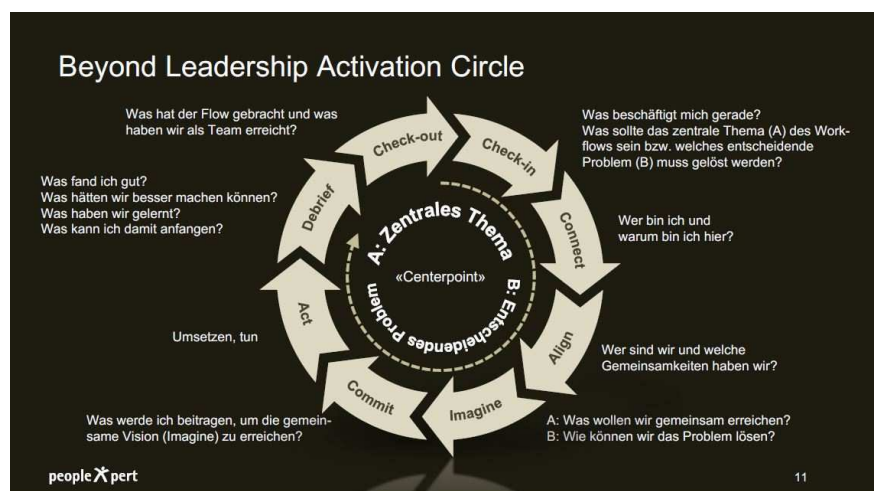 Beyond Leadership Activation Circle
Was hat der Flow gebracht und was
haben wir als Team erreicht?
Check-out
Check-in
Was beschäftigt mich gerade?
Was sollte das zentrale Thema (A) des Work-
flows sein bzw. welches entscheidende
Problem (B) muss gelöst werden?
Was fand ich gut?
Was hätten wir besser machen können?
Was haben wir gelernt?
Was kann ich damit anfangen?
Debrief
Connect
Wer bin ich und
warum bin ich hier?
A: Zentrales Thema
«Centerpoint»
B: Entscheidendes Problem
Act
Umsetzen, tun
Align
Wer sind wir und welche
Gemeinsamkeiten haben wir?
Commit
Imagine
Was werde ich beitragen, um die gemein-
same Vision (Imagine) zu erreichen?
A: Was wollen wir gemeinsam erreichen?
B: Wie können wir das Problem lösen?
people Xpert
11